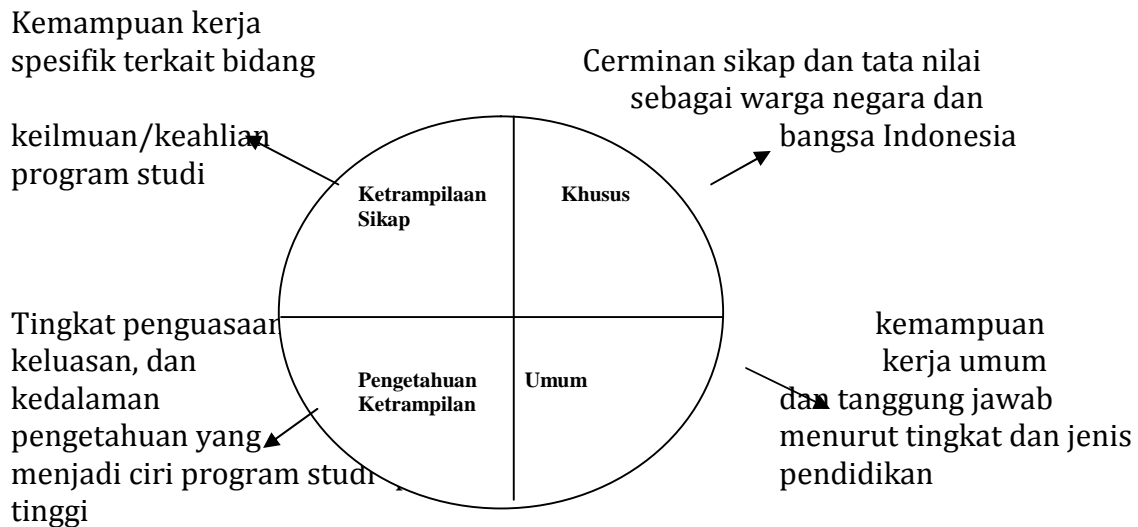 Kemampuan kerja
spesifik terkait bidang
keilmuan/keahlian
program studi
Cerminan sikap dan tata nilai
sebagai warga negara dan
bangsa Indonesia
Ketrampilaan
Sikap
Khusus
Tingkat penguasaan
keluasan, dan
kedalaman
pengetahuan yang
menjadi ciri program studi
tinggi
Pengetahuan
Ketrampilan
Umum
kemampuan
kerja umum
dan tanggung jawab
menurut tingkat dan jenis
pendidikan